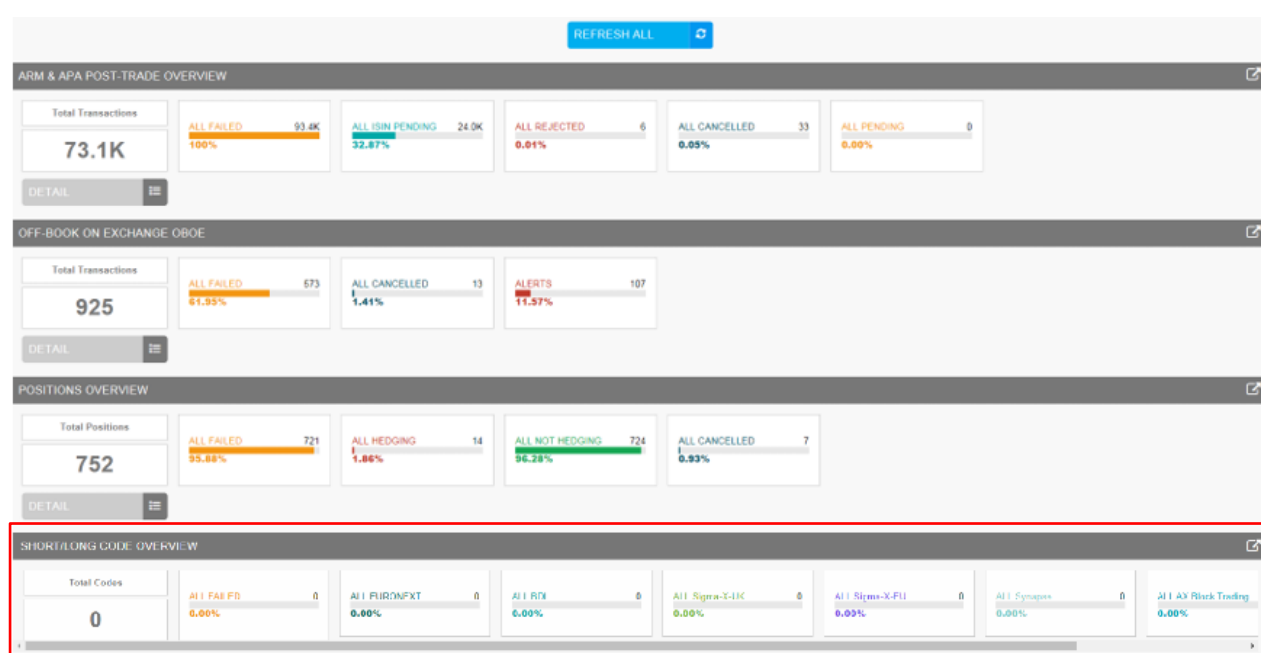 REFRESH ALL
ARM & APA POST-TRADE OVERVIEW
Total Transactions
73.1K
ALL FAILED 93.4K
100%
ALL ISIN PENDING 24.0K
32.87%
ALL REJECTED 6
0.01%
ALL CANCELLED 33
0.05%
ALL PENDING 0
0.00%
DETAIL
OFF-BOOK ON EXCHANGE OBOE
Total Transactions
925
ALL FAILED 573
61.95%
ALL CANCELLED 13
1.41%
ALERTS 107
11.57%
DETAIL
POSITIONS OVERVIEW
Total Positions
752
ALL FAILED 721
95.88%
ALL HEDGING 14
1.86%
ALL NOT HEDGING 724
96.28%
ALL CANCELLED 7
0.93%
DETAIL
SHORT/LONG CODE OVERVIEW
Total Codes
0
ALL FAILED 0
0.00%
ALL EURONEXT 0
0.00%
ALL BDL 0
0.00%
ALL Sigma-X-UK 0
0.00%
ALL Sigma-X-EU 0
0.00%
ALL Synapse 0
0.00%
ALL AX Block Trading
0.00%